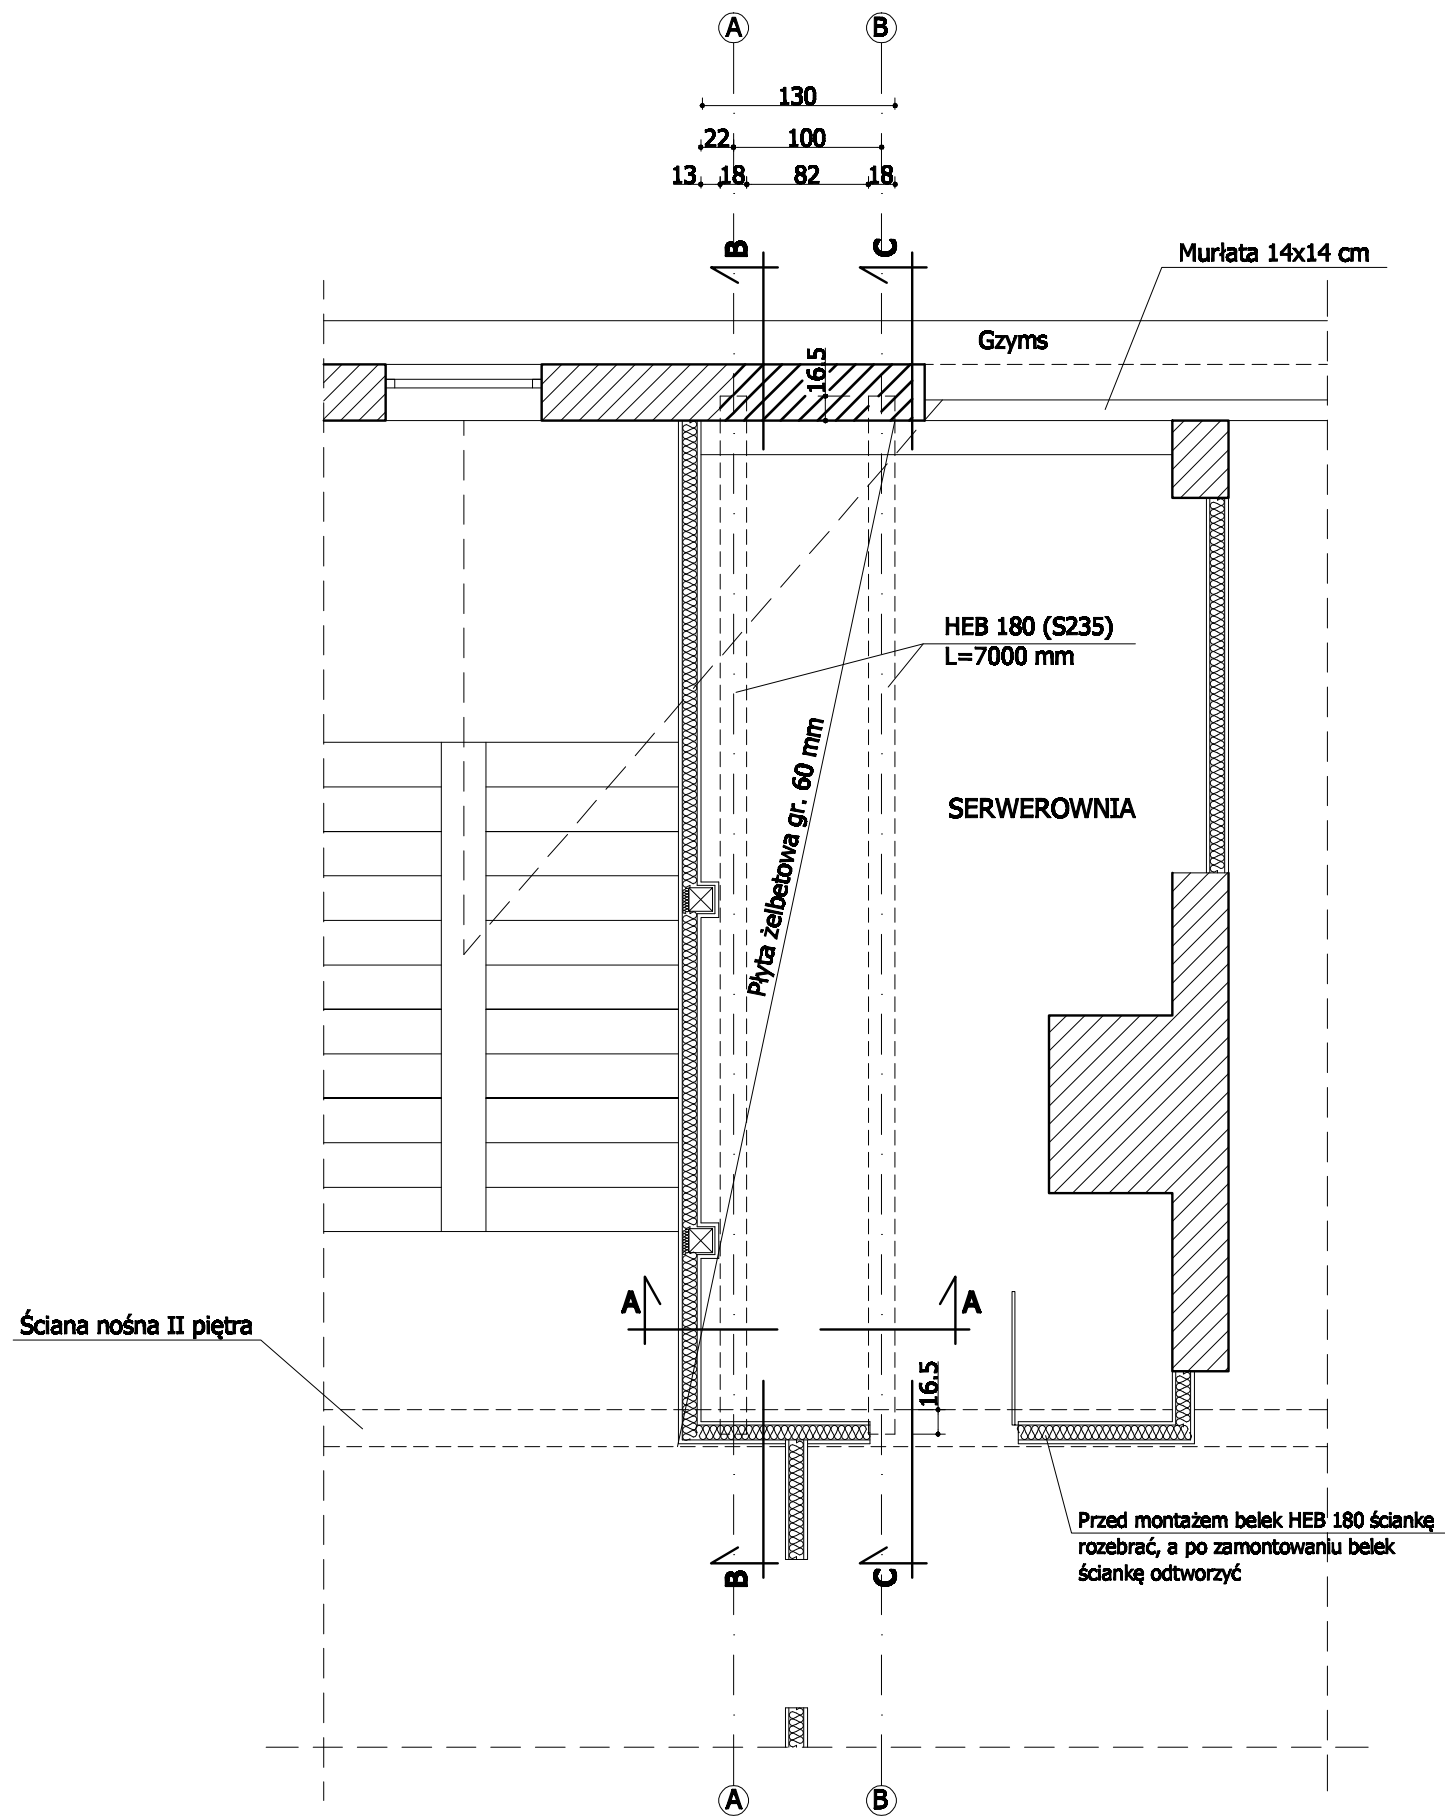 A B
130
22 100
13 18 82 18
B C
Murłata 14x14 cm
Gzyms
16.5
HEB 180 (S235)
L=7000 mm
Płyta żelbetowa gr. 60 mm
SERWEROWNIA
A A
Ściana nośna II piętra
16.5
Przed montażem belek HEB 180 ściankę
rozebrać, a po zamontowaniu belek
ściankę odtworzyć
B C
A B